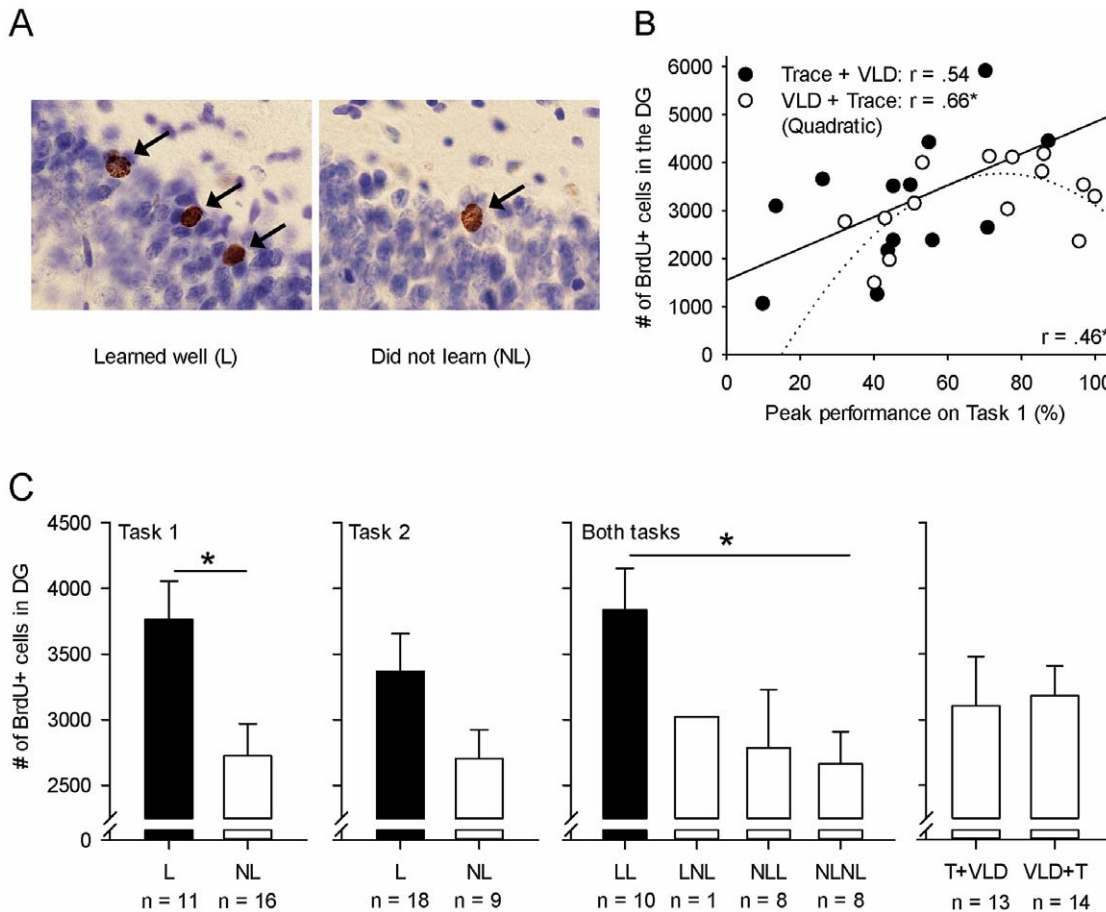 A
Learned well (L)
Did not learn (NL)
B
# of BrdU+ cells in the DG
6000
5000
4000
3000
2000
1000
0
Trace + VLD: r = .54
VLD + Trace: r = .66*
(Quadratic)
r = .46*
0 20 40 60 80 100
Peak performance on Task 1 (%)
C
# of BrdU+ cells in DG
4500
4000
3500
3000
2500
0
Task 1
*
L NL
n = 11 n = 16
Task 2
L NL
n = 18 n = 9
Both tasks
*
LL LNL NLL NLNL
n = 10 n = 1 n = 8 n = 8
T+VLD VLD+T
n = 13 n = 14